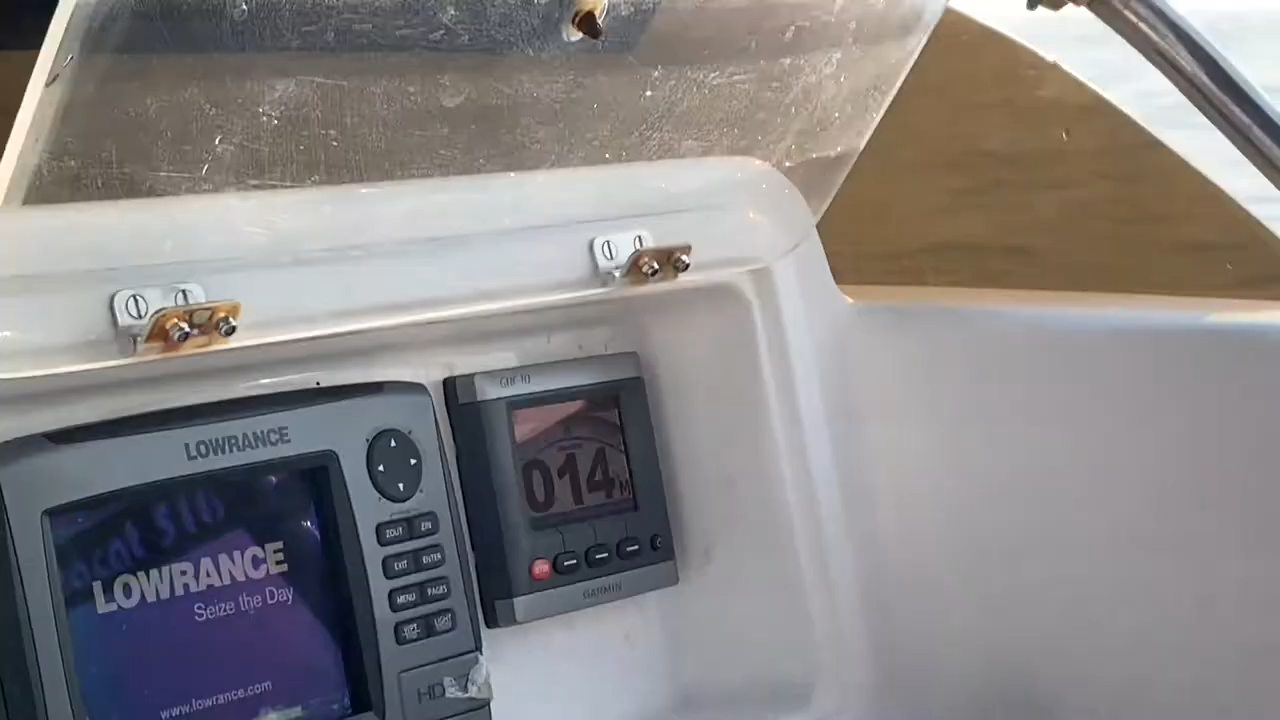 LOWRANCE
LOWRANCE
Seize the Day
www.lowrance.com
ZOUT
ZIN
EXIT
ENTER
MENU
PAGES
WPT
LIGHT
HD
GHC 10
014M
STBY
GARMIN